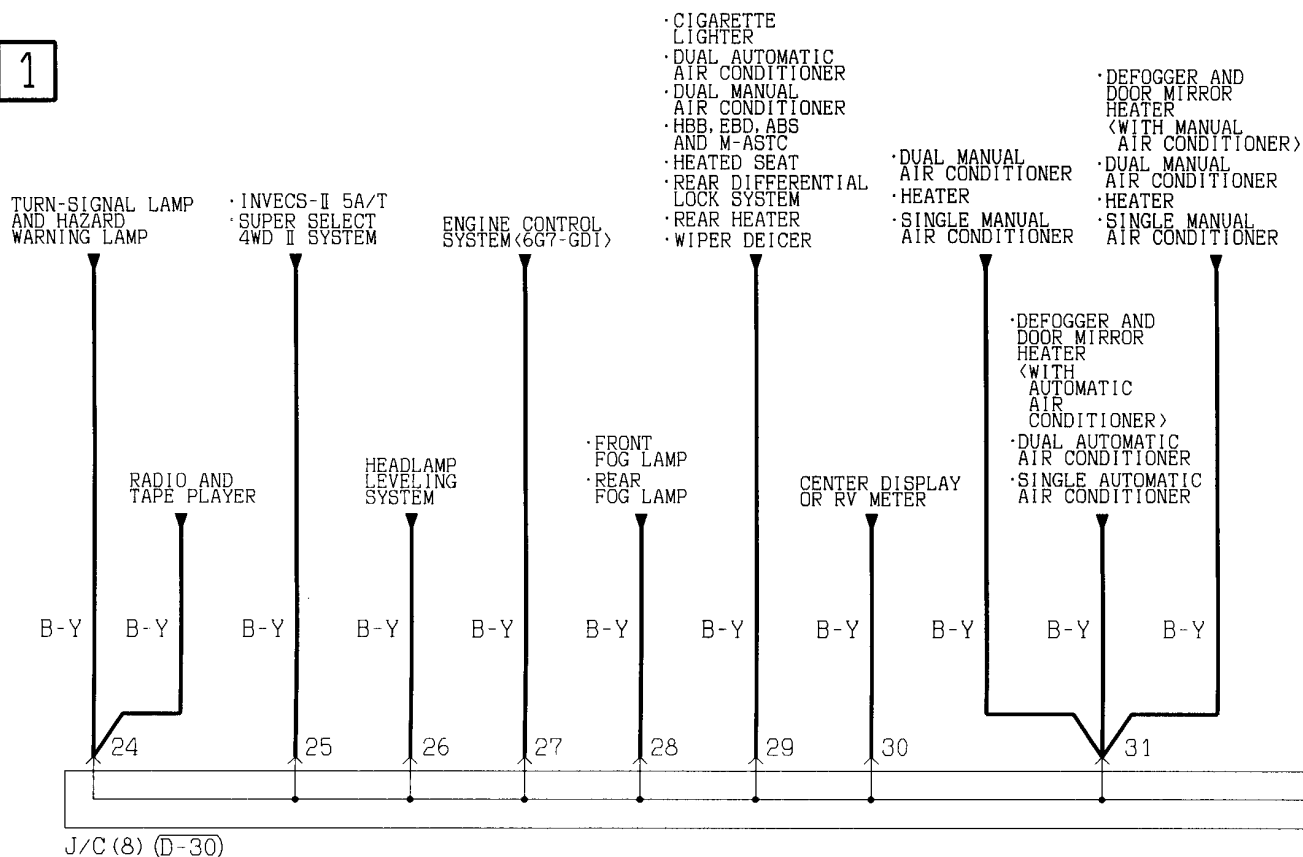 1
TURN-SIGNAL LAMP
AND HAZARD
WARNING LAMP
RADIO AND
TAPE PLAYER
·INVECS-Ⅱ 5A/T
·SUPER SELECT
4WD Ⅱ SYSTEM
HEADLAMP
LEVELING
SYSTEM
ENGINE CONTROL
SYSTEM<6G7-GDI>
·FRONT
FOG LAMP
·REAR
FOG LAMP
·CIGARETTE
LIGHTER
·DUAL AUTOMATIC
AIR CONDITIONER
·DUAL MANUAL
AIR CONDITIONER
·HBB, EBD, ABS
AND M-ASTC
·HEATED SEAT
·REAR DIFFERENTIAL
LOCK SYSTEM
·REAR HEATER
·WIPER DEICER
CENTER DISPLAY
OR RV METER
·DUAL MANUAL
AIR CONDITIONER
·HEATER
·SINGLE MANUAL
AIR CONDITIONER
·DEFOGGER AND
DOOR MIRROR
HEATER
<WITH
AUTOMATIC
AIR
CONDITIONER>
·DUAL AUTOMATIC
AIR CONDITIONER
·SINGLE AUTOMATIC
AIR CONDITIONER
·DEFOGGER AND
DOOR MIRROR
HEATER
<WITH MANUAL
AIR CONDITIONER>
·DUAL MANUAL
AIR CONDITIONER
·HEATER
·SINGLE MANUAL
AIR CONDITIONER
B-Y B-Y B-Y B-Y B-Y B-Y B-Y B-Y B-Y B-Y B-Y
24 25 26 27 28 29 30 31
J/C (8) (D-30)